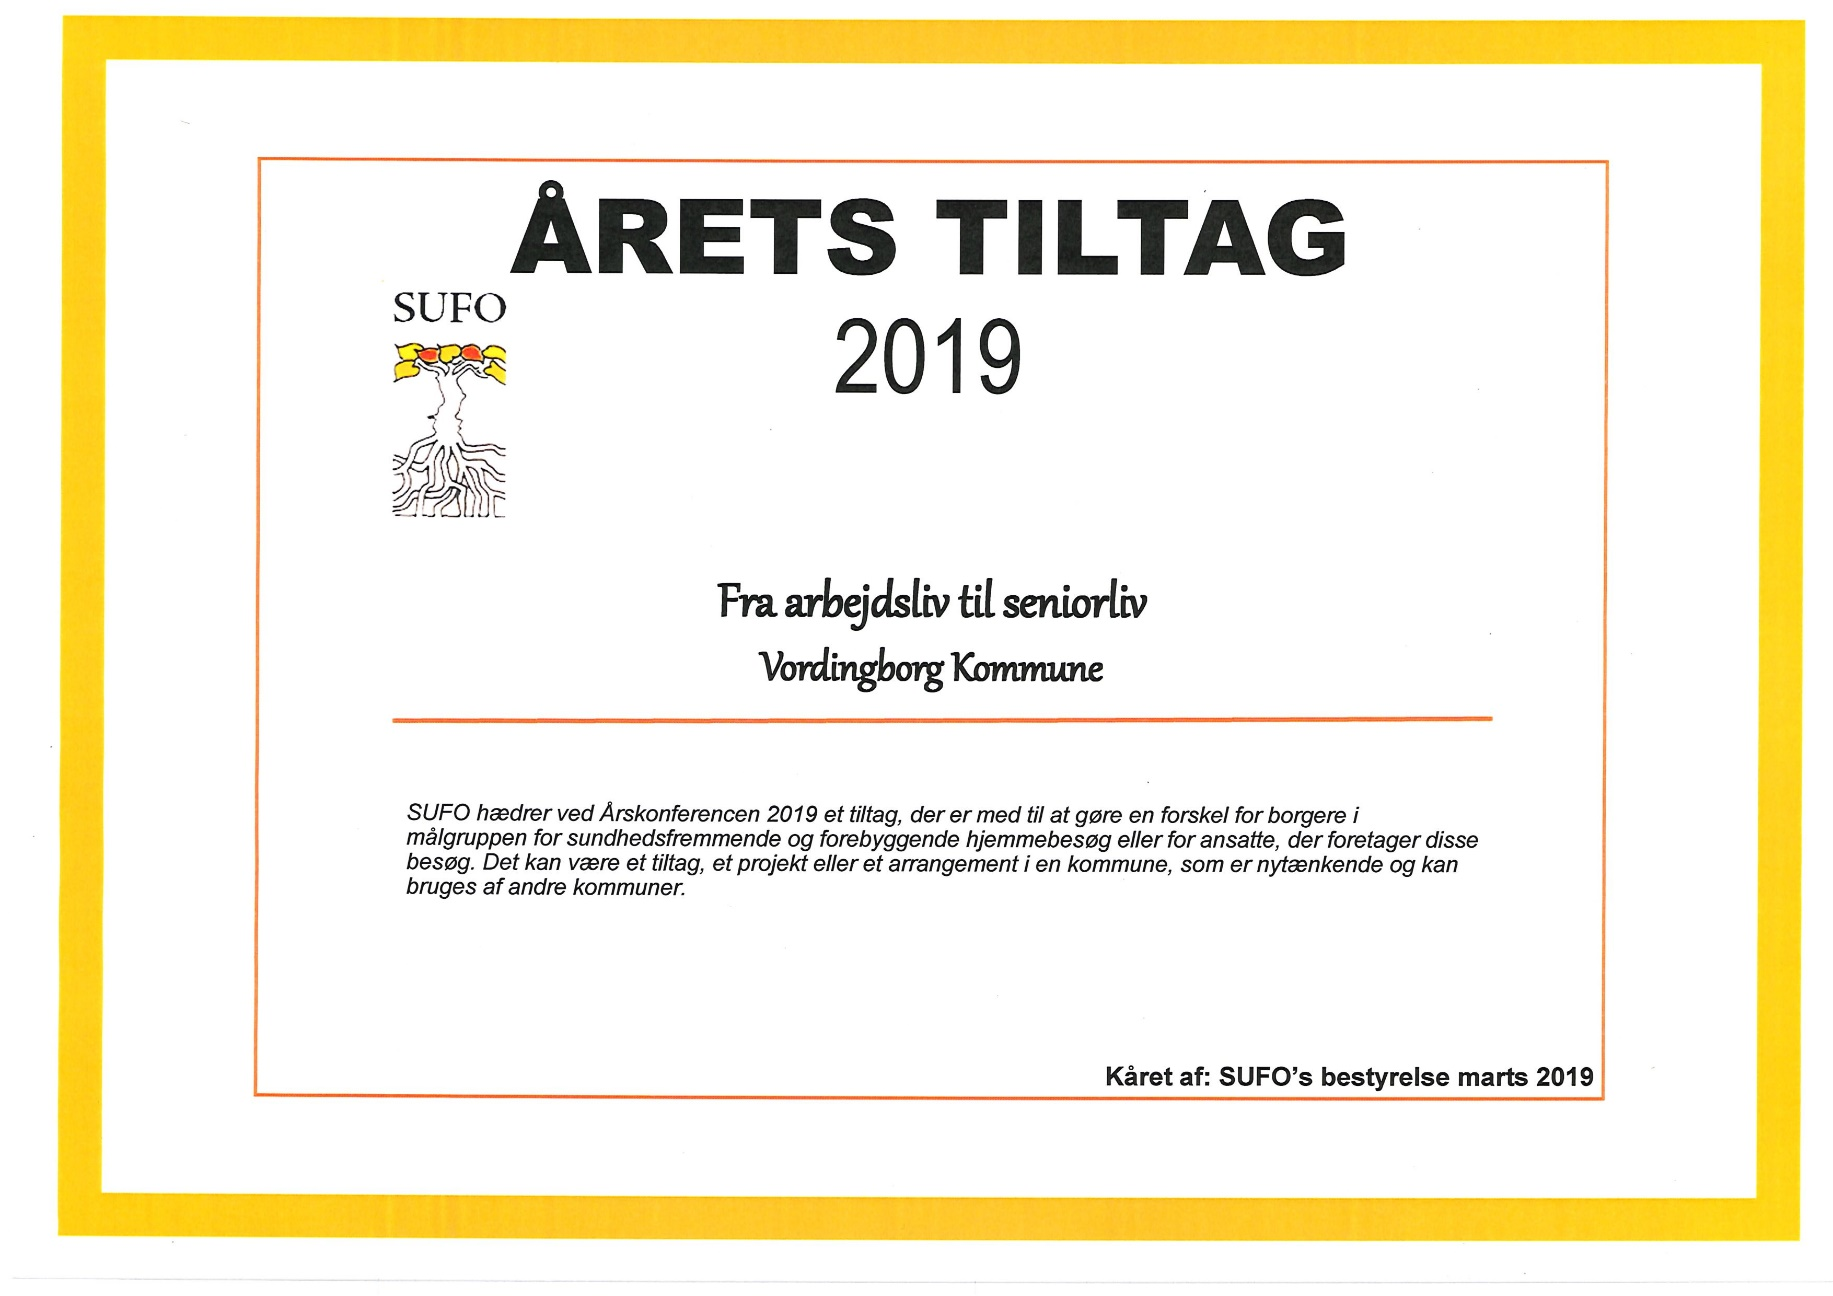 ÅRETS TILTAG
SUFO
2019
Fra arbejdsliv til seniorliv
Vordingborg Kommune
SUFO hædrer ved Årskonferencen 2019 et tiltag, der er med til at gøre en forskel for borgere i
målgruppen for sundhedsfremmende og forebyggende hjemmebesøg eller for ansatte, der foretager disse
besøg. Det kan være et tiltag, et projekt eller et arrangement i en kommune, som er nytænkende og kan
bruges af andre kommuner.
Kåret af: SUFO's bestyrelse marts 2019